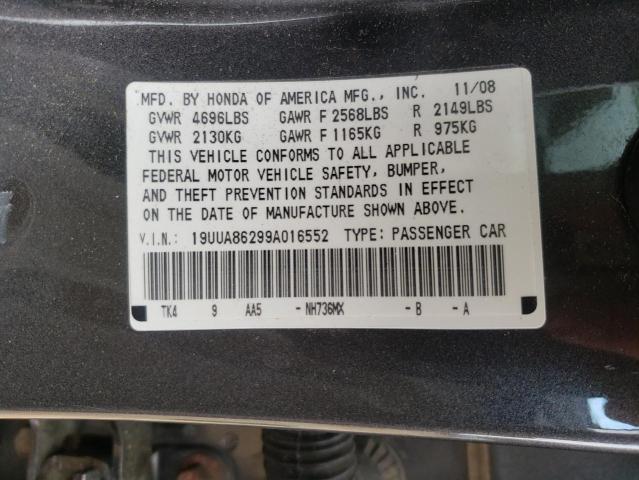 MFD. BY HONDA OF AMERICA MFG., INC. 11/08
GVWR 4696LBS GAWR F 2568LBS R 2149LBS
GVWR 2130KG GAWR F 1165KG R 975KG
THIS VEHICLE CONFORMS TO ALL APPLICABLE
FEDERAL MOTOR VEHICLE SAFETY, BUMPER,
AND THEFT PREVENTION STANDARDS IN EFFECT
ON THE DATE OF MANUFACTURE SHOWN ABOVE.
V.I.N.: 19UUA86299A016552 TYPE: PASSENGER CAR
TK4 9 AA5 -NH736MX -B -A